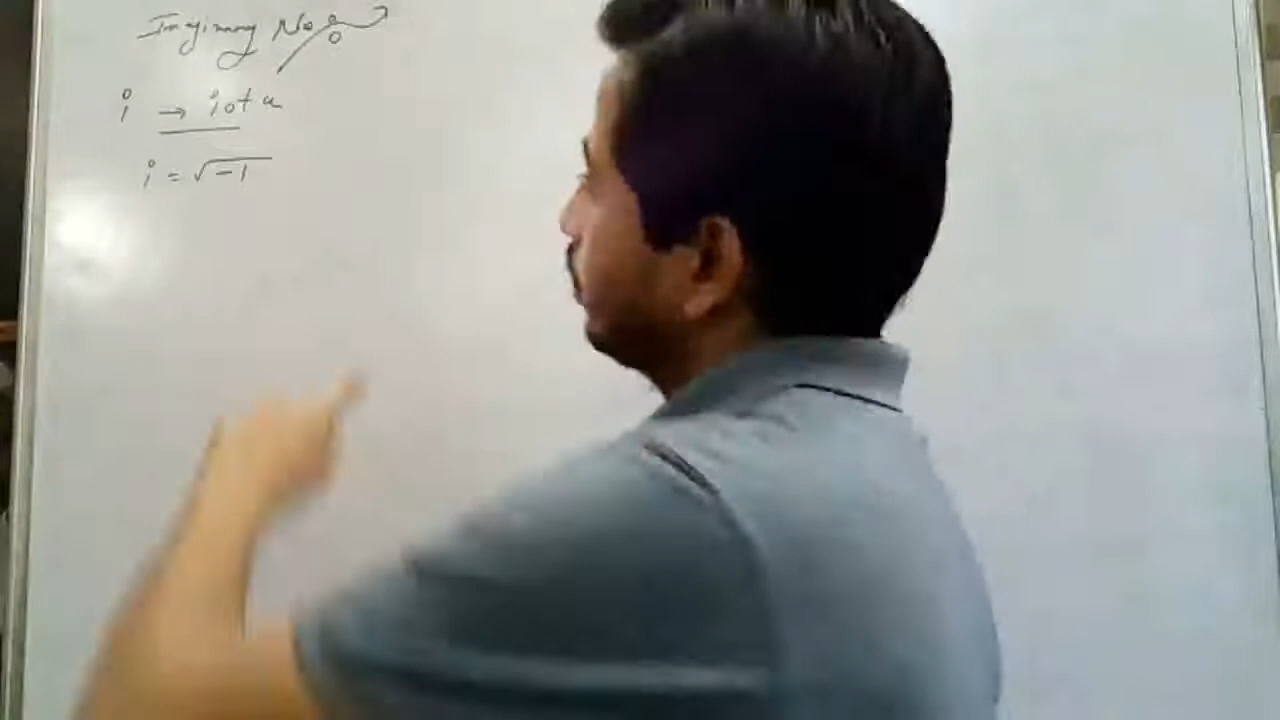 Imaginary No :
i → iota
i = √-1